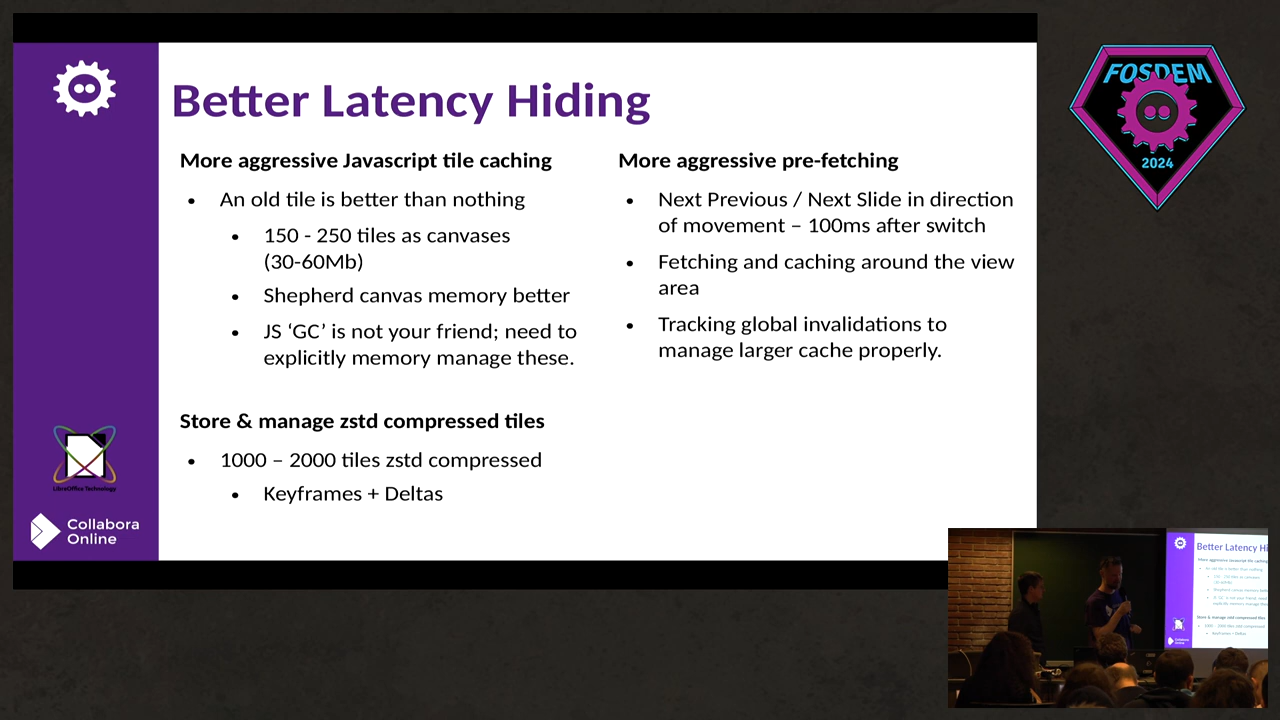 Better Latency Hiding
More aggressive Javascript tile caching
• An old tile is better than nothing
• 150 - 250 tiles as canvases
(30-60Mb)
• Shepherd canvas memory better
• JS ‘GC’ is not your friend; need to
explicitly memory manage these.
Store & manage zstd compressed tiles
• 1000 – 2000 tiles zstd compressed
• Keyframes + Deltas
More aggressive pre-fetching
• Next Previous / Next Slide in direction
of movement – 100ms after switch
• Fetching and caching around the view
area
• Tracking global invalidations to
manage larger cache properly.
LibreOffice Technology
Collabora
Online
FOSDEM
2024
Better Latency Hi